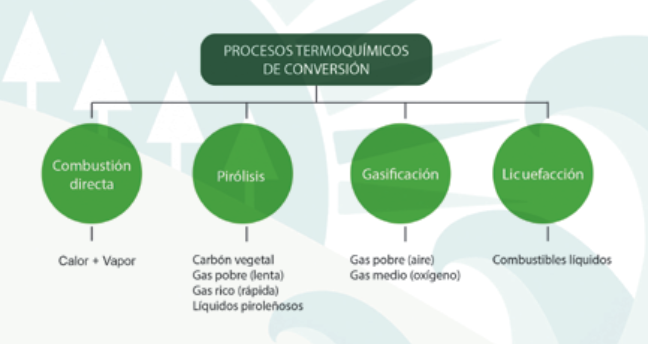 PROCESOS TERMOQUÍMICOS
DE CONVERSIÓN
Combustión
directa
Pirólisis
Gasificación
Licuefacción
Calor + Vapor
Carbón vegetal
Gas pobre (lenta)
Gas rico (rápida)
Líquidos piroleñosos
Gas pobre (aire)
Gas medio (oxígeno)
Combustibles líquidos